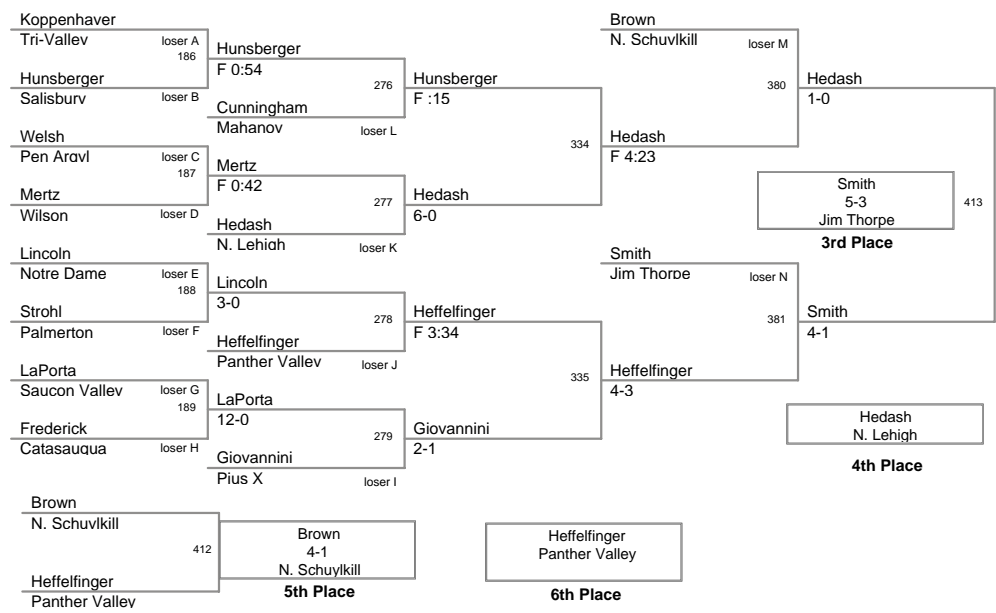 Koppenhaver
Tri-Valley
loser A
186
Hunsberger
Salisbury
loser B
Hunsberger
F 0:54
276
Cunningham
Mahanoy
loser L
Hunsberger
F :15
Welsh
Pen Argyl
loser C
187
Mertz
Wilson
loser D
Mertz
F 0:42
277
Hedash
N. Lehigh
loser K
Hedash
6-0
334
Hedash
F 4:23
Brown
N. Schuylkill
loser M
380
Hedash
1-0
Lincoln
Notre Dame
loser E
188
Strohl
Palmerton
loser F
Lincoln
3-0
278
Heffelfinger
Panther Valley
loser J
Heffelfinger
F 3:34
LaPorta
Saucon Valley
loser G
189
Frederick
Catasauqua
loser H
LaPorta
12-0
279
Giovannini
Pius X
loser I
Giovannini
2-1
335
Heffelfinger
4-3
Smith
Jim Thorpe
loser N
381
Smith
4-1
413
Smith
5-3
Jim Thorpe
3rd Place
Hedash
N. Lehigh
4th Place
Brown
N. Schuylkill
412
Heffelfinger
Panther Valley
Brown
4-1
N. Schuylkill
5th Place
Heffelfinger
Panther Valley
6th Place